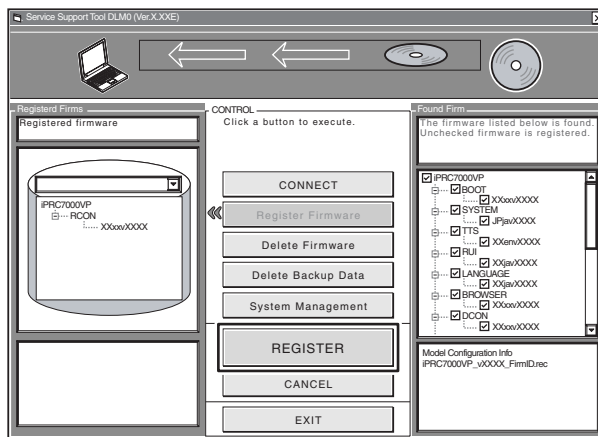 Service Support Tool DLM0 (Ver.X.XXE)
Registerd Firms
Registered firmware
iPRC7000VP
RCON
XXxxvXXXX
CONTROL
Click a button to execute.
CONNECT
Register Firmware
Delete Firmware
Delete Backup Data
System Management
REGISTER
CANCEL
EXIT
Found Firm
The firmware listed below is found.
Unchecked firmware is registered.
iPRC7000VP
BOOT
XXxxvXXXX
SYSTEM
JPjavXXXX
TTS
XXenvXXXX
RUI
XXjavXXXX
LANGUAGE
XXjavXXXX
BROWSER
XXxxvXXXX
DCON
XXxxvXXXX
Model Configuration Info
iPRC7000VP_vXXXX_FirmID.rec